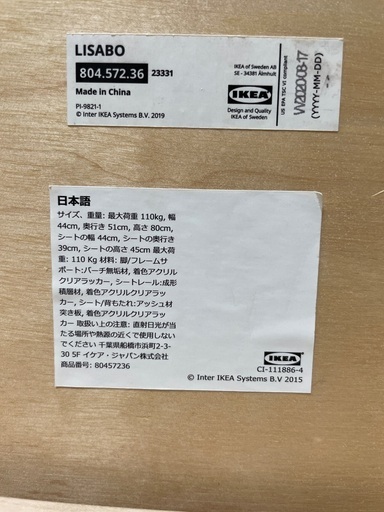 LISABO
804.572.36 23331
Made in China
PI-9821-1
© Inter IKEA Systems B.V. 2019
IKEA of Sweden AB
SE - 34381 Älmhult
IKEA
Design and Quality
IKEA of Sweden
US EPA TSC VI compliant
W2020-08-17
(YYYY-MM-DD)
日本語
サイズ、重量: 最大荷重 110kg, 幅
44cm, 奥行き 51cm, 高さ 80cm,
シートの幅 44cm, シートの奥行き
39cm, シートの高さ 45cm 最大荷
重: 110 Kg 材料: 脚/フレームサ
ポート:バーチ無垢材, 着色アクリル
クリアラッカー, シートレール:成形
積層材, 着色アクリルクリアラッ
カー, シート/背もたれ:アッシュ材
突き板, 着色アクリルクリアラッ
カー 取扱い上の注意: 直射日光が当
たる場所や熱源の近くで使用しない
でください 千葉県船橋市浜町2-3-
30 5F イケア・ジャパン株式会社
商品番号: 80457236
IKEA
CI-111886-4
© Inter IKEA Systems B.V 2015